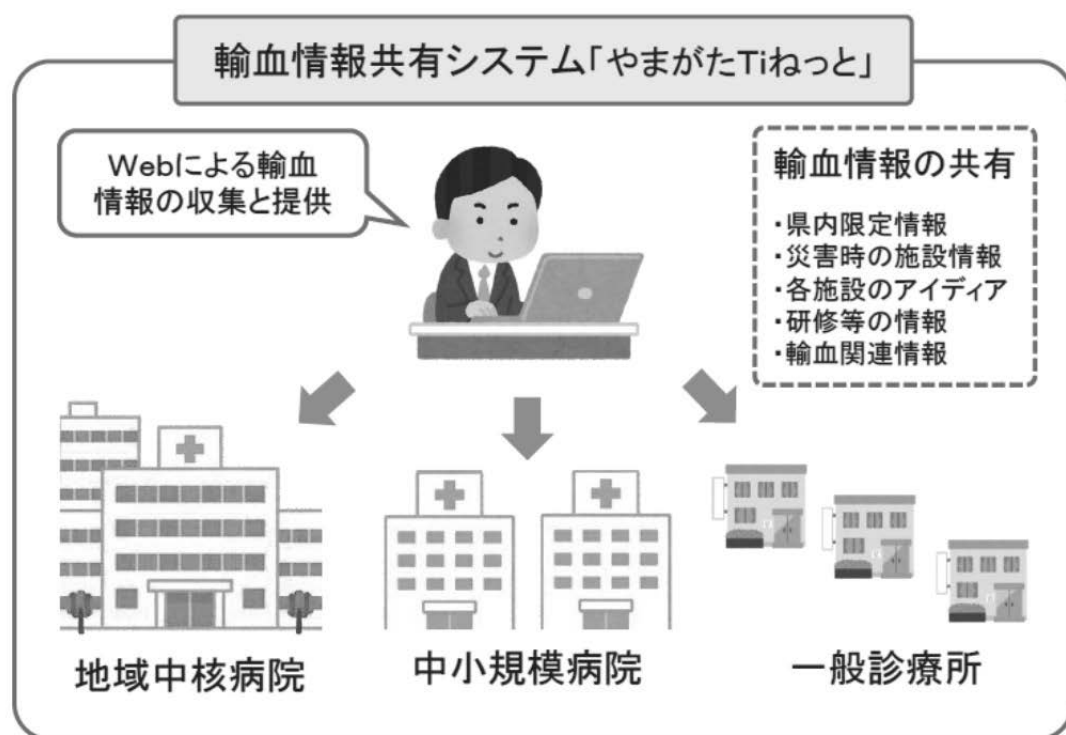 輸血情報共有システム「やまがたTiねっと」
Webによる輸血
情報の収集と提供
輸血情報の共有
・県内限定情報
・災害時の施設情報
・各施設のアイディア
・研修等の情報
・輸血関連情報
地域中核病院
中小規模病院
一般診療所